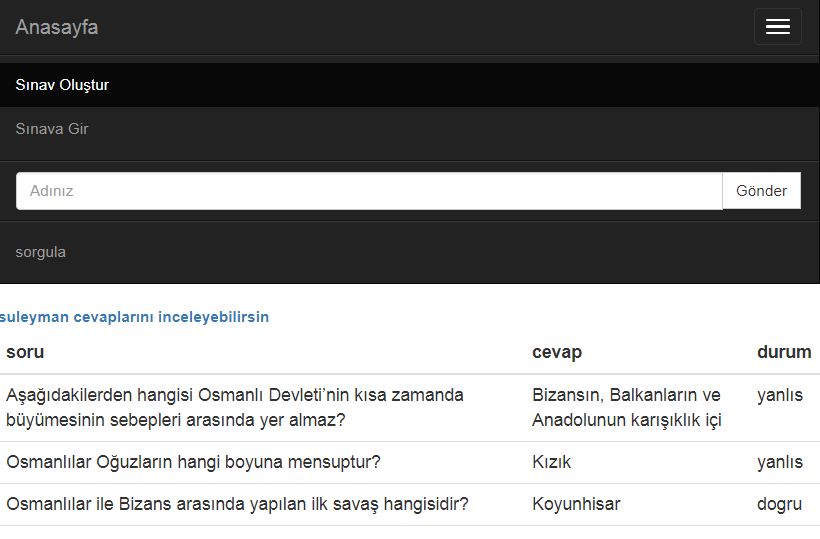 Anasayfa
Sınav Oluştur
Sınava Gir
Adınız Gönder
sorgula
suleyman cevaplarını inceleyebilirsin
soru cevap durum
Aşağıdakilerden hangisi Osmanlı Devleti'nin kısa zamanda Bizansın, Balkanların ve yanlıs
büyümesinin sebepleri arasında yer almaz? Anadolunun karışıklık içi
Osmanlılar Oğuzların hangi boyuna mensuptur? Kızık yanlıs
Osmanlılar ile Bizans arasında yapılan ilk savaş hangisidir? Koyunhisar dogru